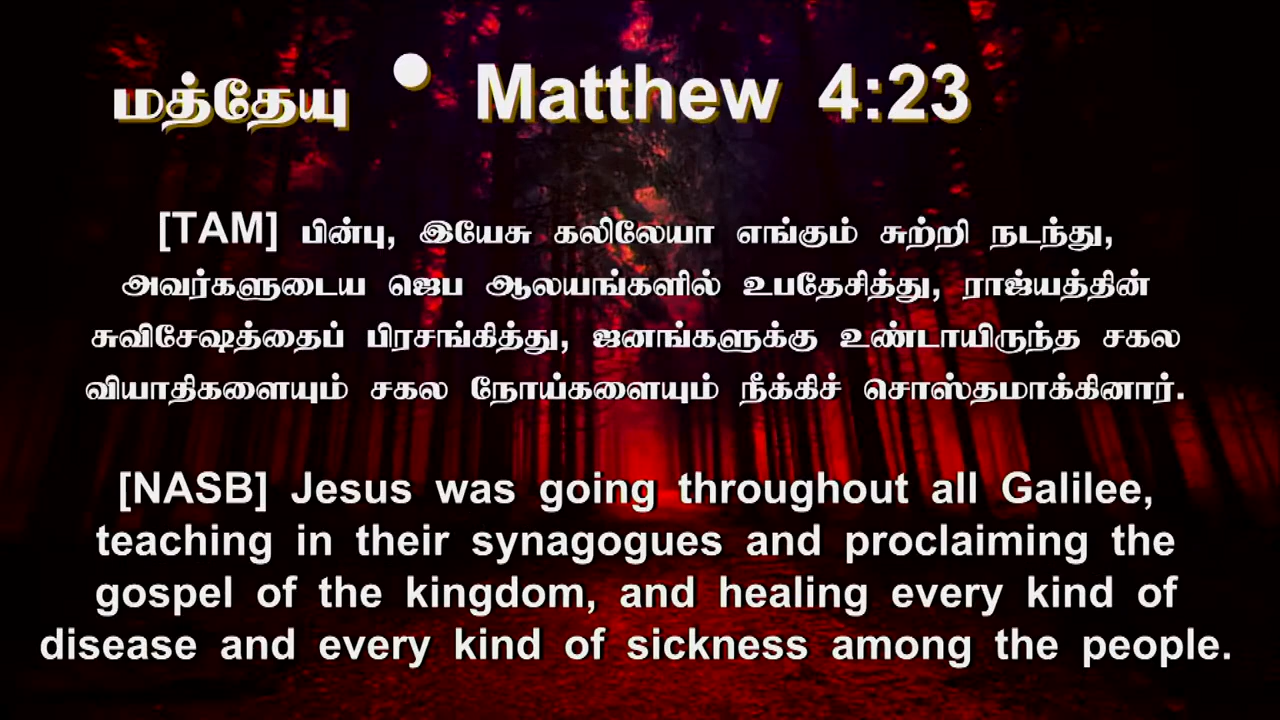 மத்தேயு • Matthew 4:23
[TAM] பின்பு, இயேசு கலிலேயா எங்கும் சுற்றி நடந்து,
அவர்களுடைய ஜெப ஆலயங்களில் உபதேசித்து, ராஜ்யத்தின்
சுவிசேஷத்தைப் பிரசங்கித்து, ஜனங்களுக்கு உண்டாயிருந்த சகல
வியாதிகளையும் சகல நோய்களையும் நீக்கிச் சொஸ்தமாக்கினார்.
[NASB] Jesus was going throughout all Galilee,
teaching in their synagogues and proclaiming the
gospel of the kingdom, and healing every kind of
disease and every kind of sickness among the people.